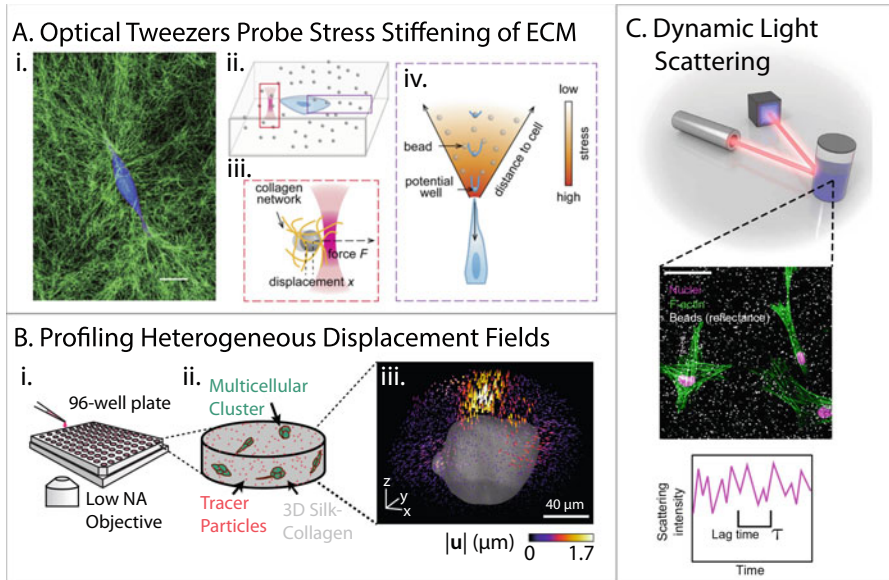 A. Optical Tweezers Probe Stress Stiffening of ECM
i.
ii.
iii.
collagen
network
force F
displacement x
iv.
bead
potential
well
distance to cell
low
stress
high
B. Profiling Heterogeneous Displacement Fields
i.
96-well plate
Low NA
Objective
ii.
Multicellular
Cluster
Tracer
Particles
3D Silk-
Collagen
iii.
z
y
x
40 μm
|u| (μm)
0
1.7
C. Dynamic Light
Scattering
Nuclei
F-actin
Beads (reflectance)
Scattering
intensity
Lag time
τ
Time